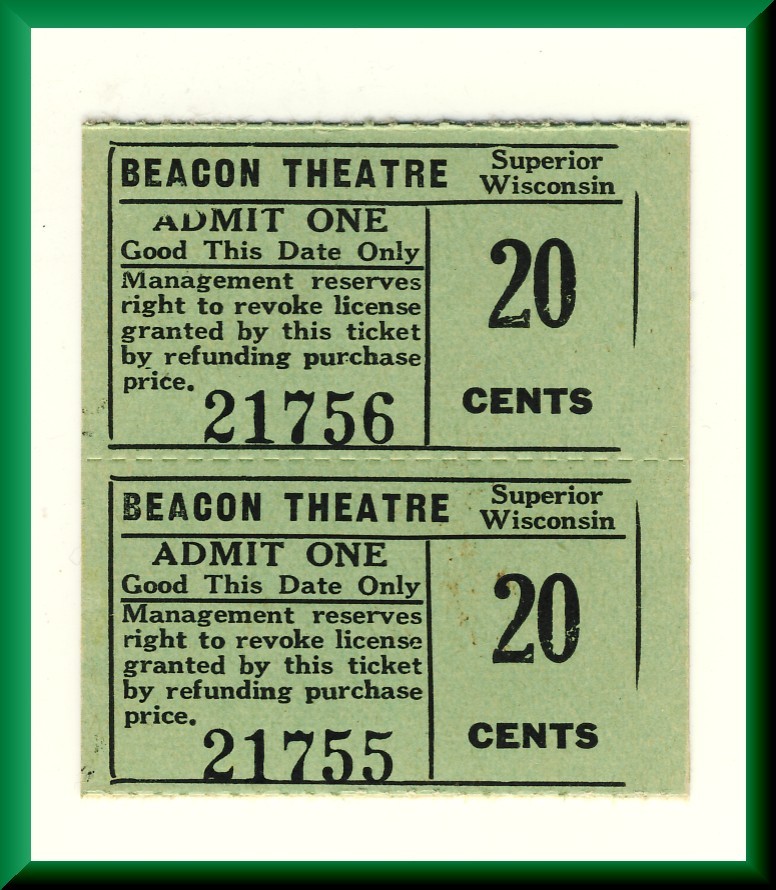 BEACON THEATRE Superior Wisconsin
ADMIT ONE
Good This Date Only
Management reserves
right to revoke license
granted by this ticket
by refunding purchase
price.
21756
20
CENTS
BEACON THEATRE Superior Wisconsin
ADMIT ONE
Good This Date Only
Management reserves
right to revoke license
granted by this ticket
by refunding purchase
price.
21755
20
CENTS